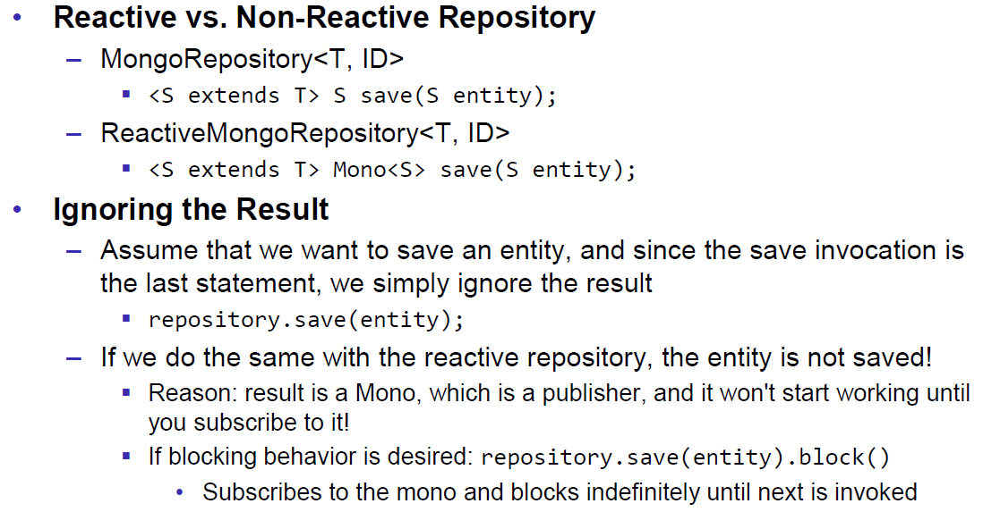 • Reactive vs. Non-Reactive Repository
– MongoRepository<T, ID>
▪ <S extends T> S save(S entity);
– ReactiveMongoRepository<T, ID>
▪ <S extends T> Mono<S> save(S entity);
• Ignoring the Result
– Assume that we want to save an entity, and since the save invocation is
the last statement, we simply ignore the result
▪ repository.save(entity);
– If we do the same with the reactive repository, the entity is not saved!
▪ Reason: result is a Mono, which is a publisher, and it won't start working until
you subscribe to it!
▪ If blocking behavior is desired: repository.save(entity).block()
• Subscribes to the mono and blocks indefinitely until next is invoked